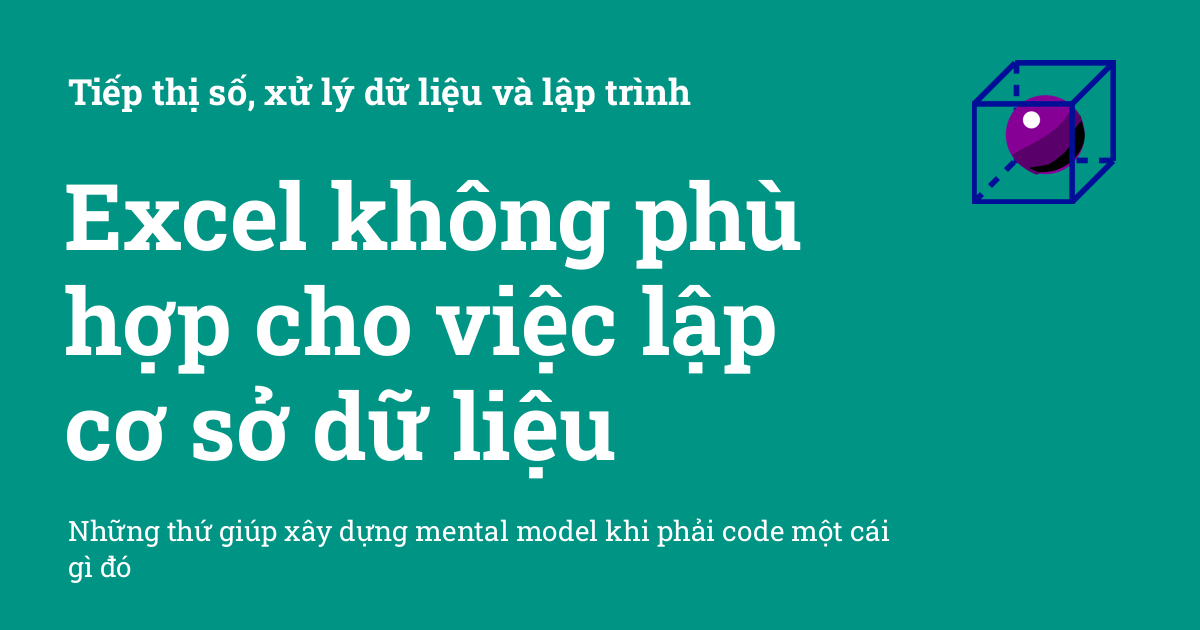 Tiếp thị số, xử lý dữ liệu và lập trình
Excel không phù
hợp cho việc lập
cơ sở dữ liệu
Những thứ giúp xây dựng mental model khi phải code một cái
gì đó